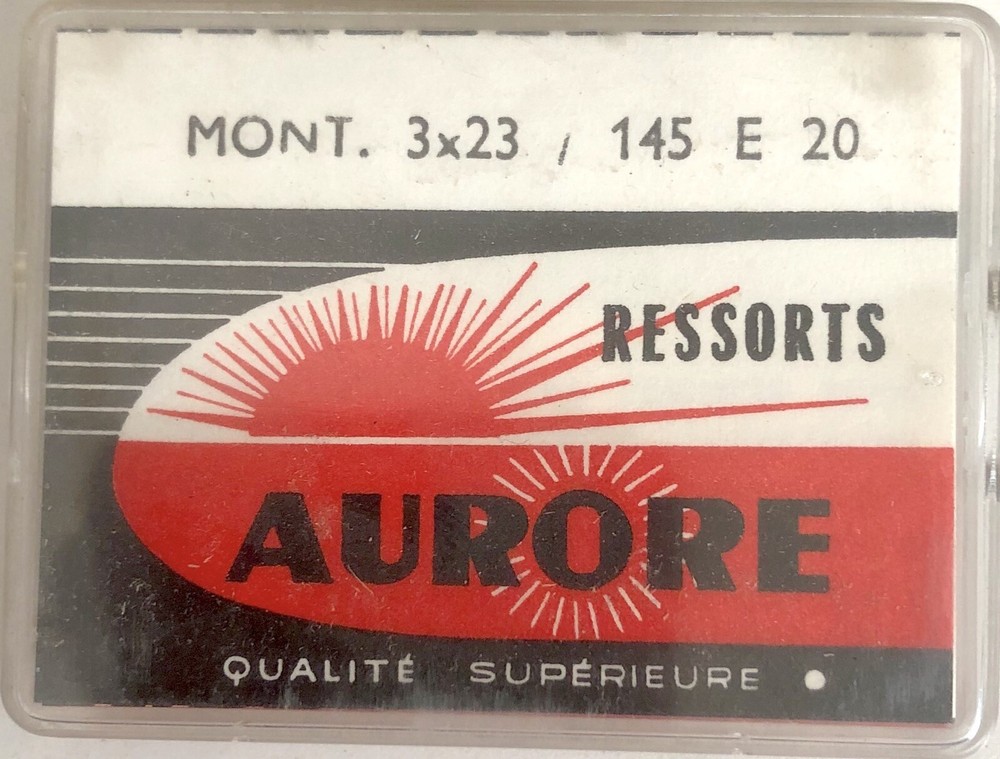 MONT. 3x23 / 145 E 20
RESSORTS
AURORE
QUALITÉ SUPÉRIEURE